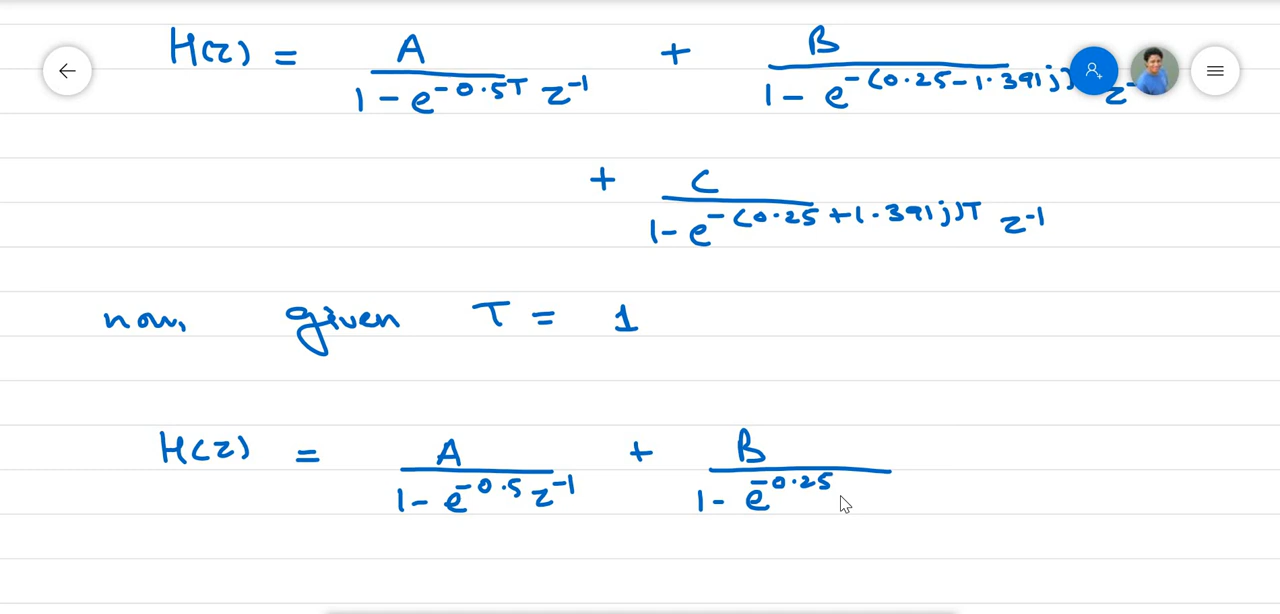 H(z) = A / (1 - e^{-0.5T} z^{-1}) + B / (1 - e^{-(0.25-1.391j)
+ C / (1 - e^{-(0.25+1.391j)T} z^{-1})
now, given T = 1
H(z) = A / (1 - e^{-0.5} z^{-1}) + B / (1 - e^{-0.25}